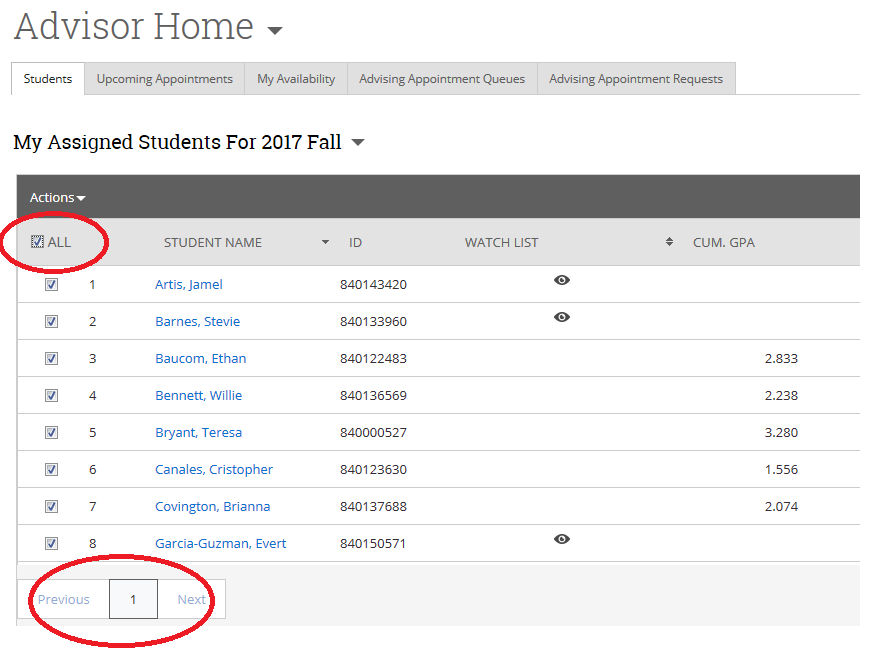 Advisor Home
Students Upcoming Appointments My Availability Advising Appointment Queues Advising Appointment Requests
My Assigned Students For 2017 Fall
Actions
ALL STUDENT NAME ID WATCH LIST CUM. GPA
1 Artis, Jamel 840143420
2 Barnes, Stevie 840133960
3 Baucom, Ethan 840122483 2.833
4 Bennett, Willie 840136569 2.238
5 Bryant, Teresa 840000527 3.280
6 Canales, Cristopher 840123630 1.556
7 Covington, Brianna 840137688 2.074
8 Garcia-Guzman, Evert 840150571
Previous 1 Next